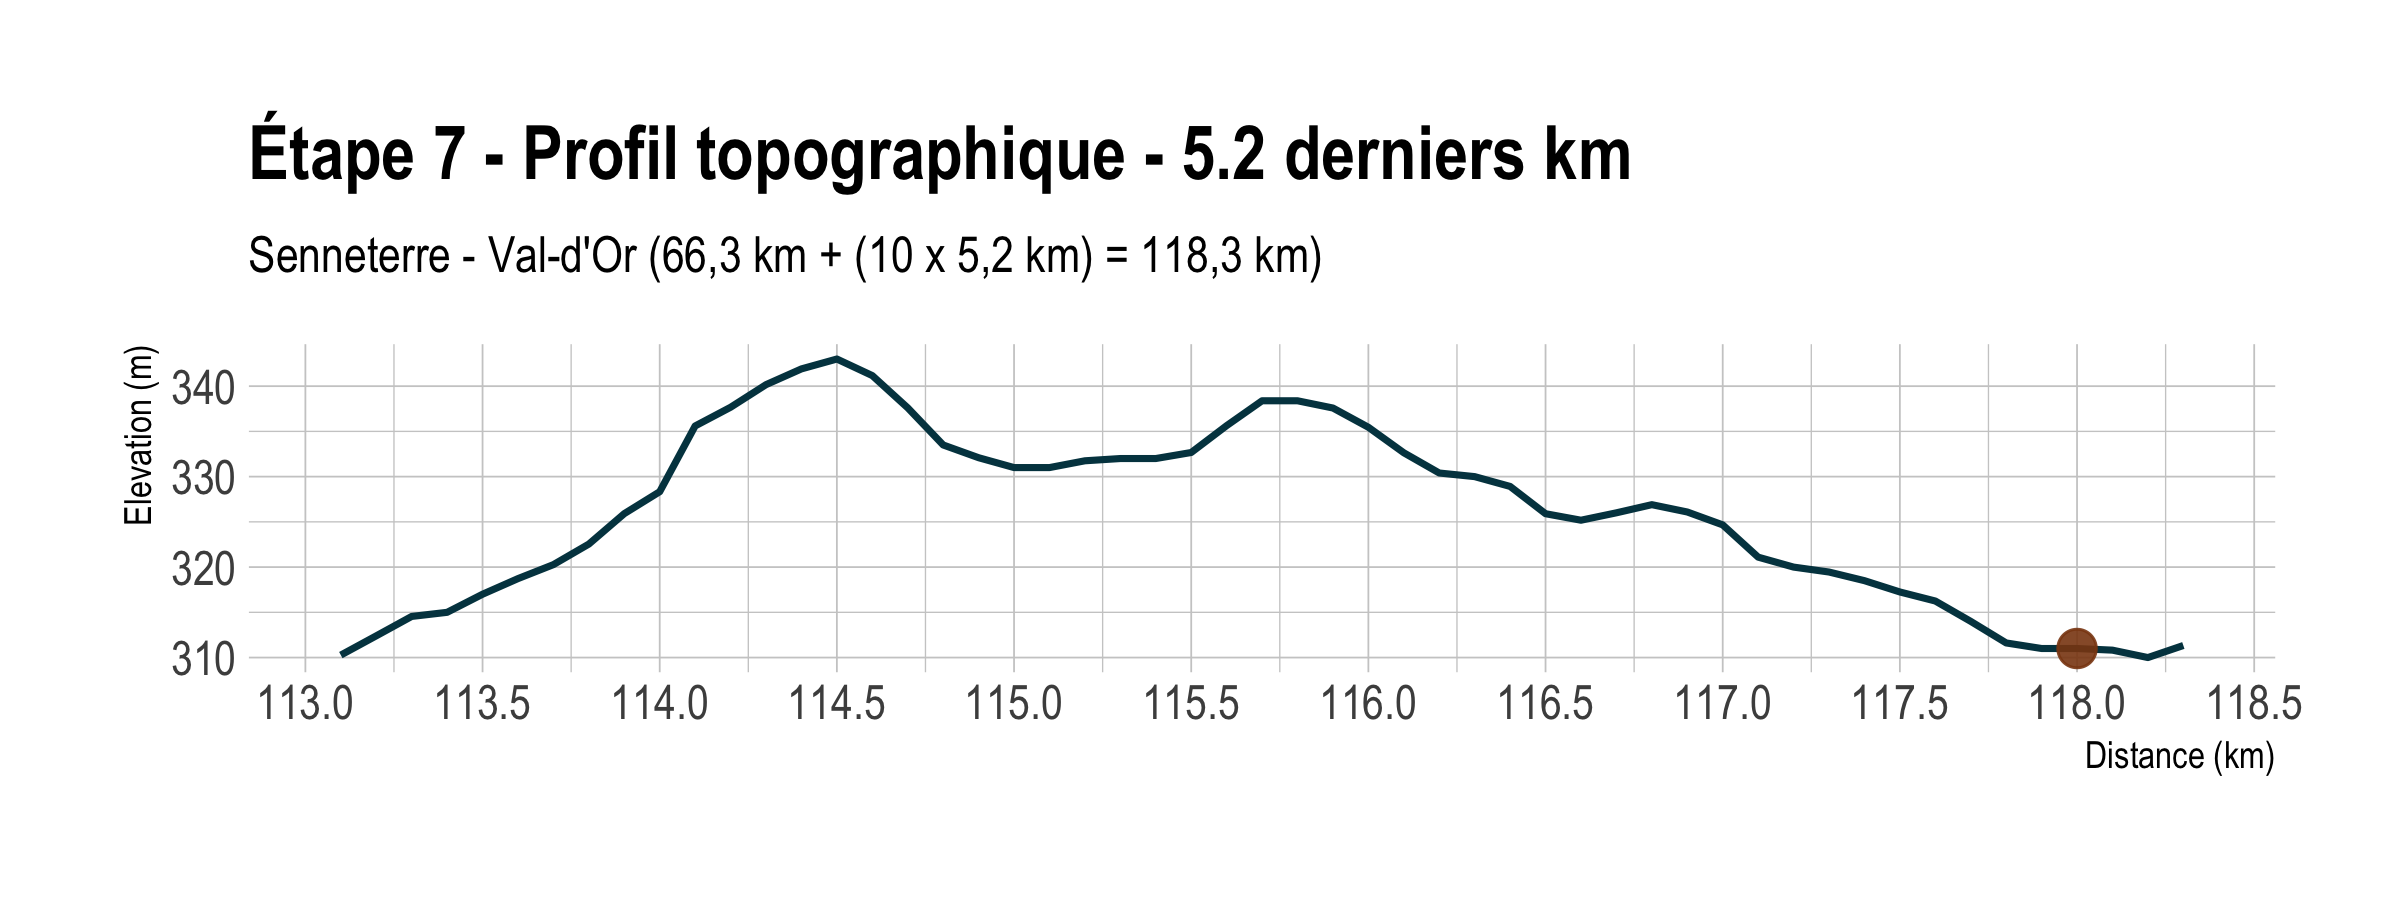 Étape 7 - Profil topographique - 5.2 derniers km
Senneterre - Val-d'Or (66,3 km + (10 x 5,2 km) = 118,3 km)
Elevation (m)
340
330
320
310
113.0 113.5 114.0 114.5 115.0 115.5 116.0 116.5 117.0 117.5 118.0 118.5
Distance (km)